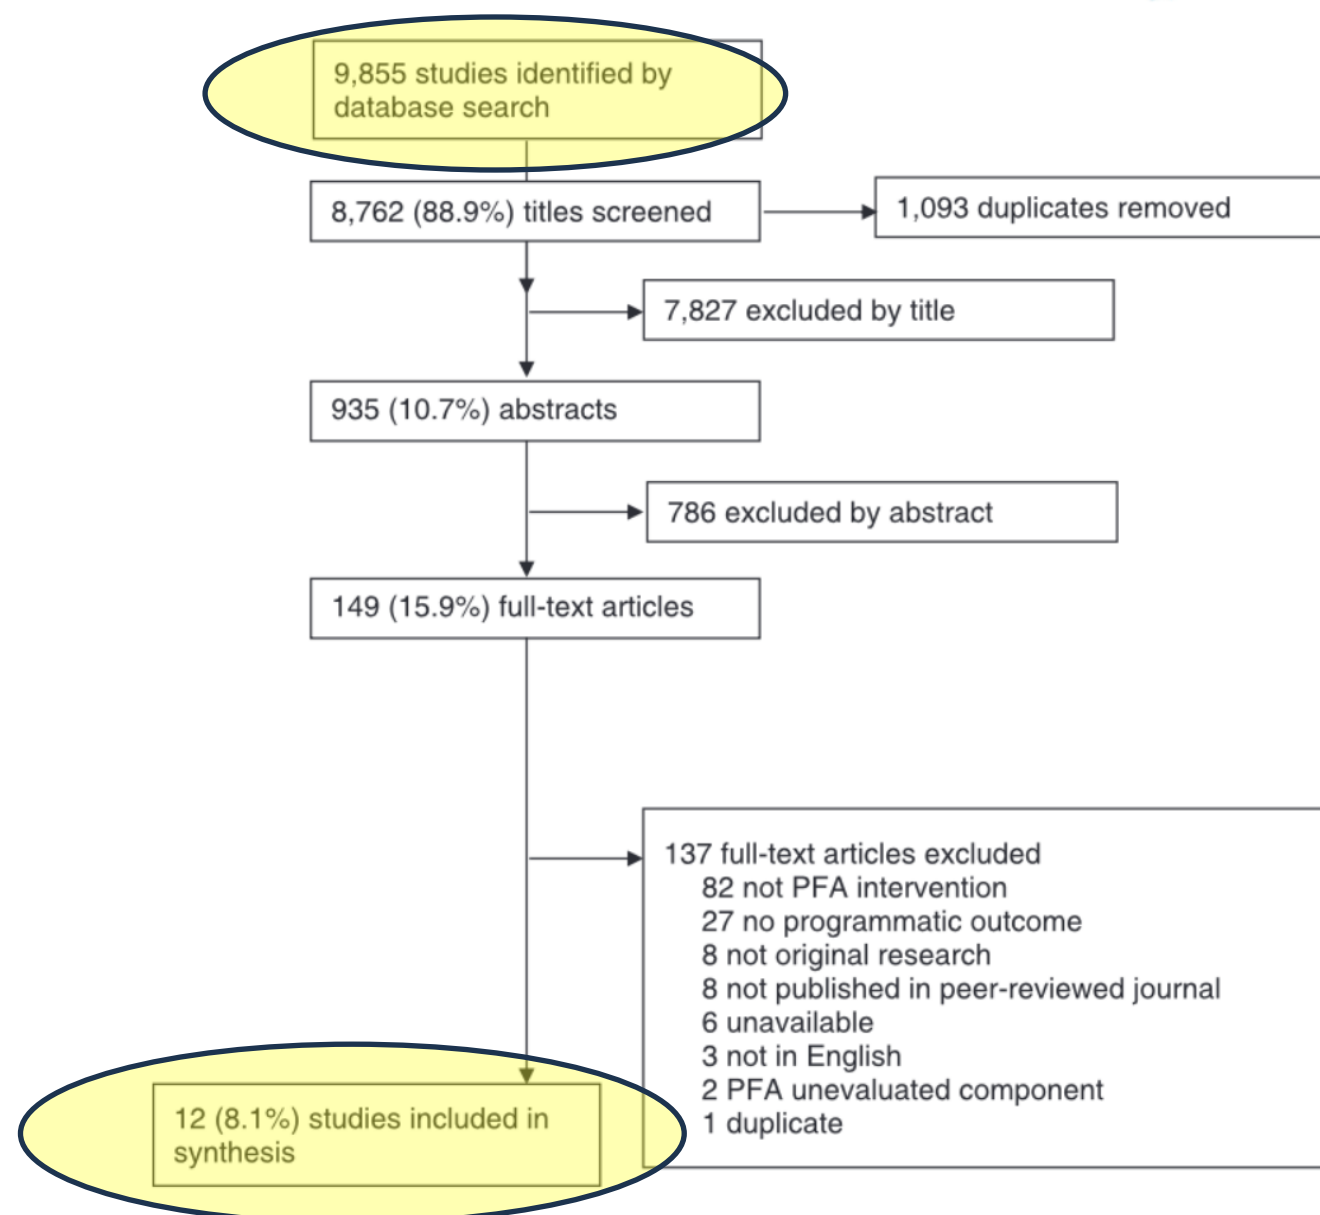 9,855 studies identified by
database search
8,762 (88.9%) titles screened
1,093 duplicates removed
7,827 excluded by title
935 (10.7%) abstracts
786 excluded by abstract
149 (15.9%) full-text articles
137 full-text articles excluded
82 not PFA intervention
27 no programmatic outcome
8 not original research
8 not published in peer-reviewed journal
6 unavailable
3 not in English
2 PFA unevaluated component
1 duplicate
12 (8.1%) studies included in
synthesis